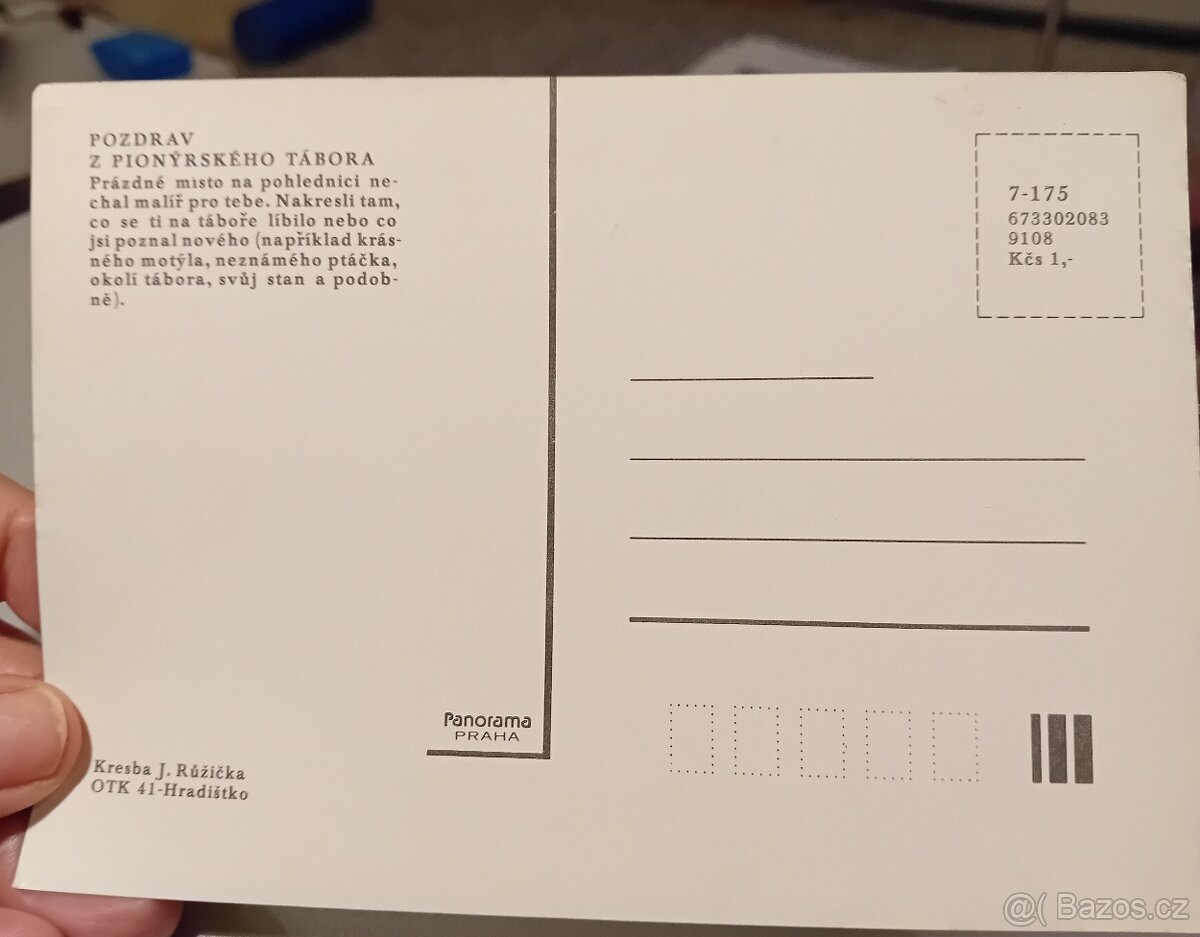 POZDRAV
Z PIONÝRSKÉHO TÁBORA
Prázdné místo na pohlednici ne-
chal malíř pro tebe. Nakresli tam,
co se ti na táboře líbilo nebo co
jsi poznal nového (například krás-
ného motýla, neznámého ptáčka,
okolí tábora, svůj stan a podob-
ně).
7-175
673302083
9108
Kčs 1,-
Panorama
PRAHA
Kresba J. Růžička
OTK 41-Hradištko
@( Bazos.cz